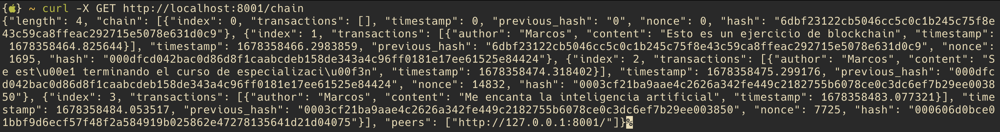 {} ~ curl -X GET http://localhost:8001/chain
{"length": 4, "chain": [{"index": 0, "transactions": [], "timestamp": 0, "previous_hash": "0", "nonce": 0, "hash": "6dbf23122cb5046cc5c0c1b245c75f8e
43c59ca8ffeac292715e5078e631d0c9"}, {"index": 1, "transactions": [{"author": "Marcos", "content": "Esto es un ejercicio de blockchain", "timestamp":
 1678358464.825644}], "timestamp": 1678358466.2983859, "previous_hash": "6dbf23122cb5046cc5c0c1b245c75f8e43c59ca8ffeac292715e5078e631d0c9", "nonce":
 1695, "hash": "000dfcd042bac0d86d8f1caabcdeb158de343a4c96ff0181e17ee61525e84424"}, {"index": 2, "transactions": [{"author": "Marcos", "content": "S
e est\u00e1 terminando el curso de especializaci\u00f3n", "timestamp": 1678358474.318402}], "timestamp": 1678358475.299176, "previous_hash": "000dfc
d042bac0d86d8f1caabcdeb158de343a4c96ff0181e17ee61525e84424", "nonce": 14832, "hash": "0003cf21ba9aae4c2626a342fe449c2182755b6078ce0c3dc6ef7b29ee0038
50"}, {"index": 3, "transactions": [{"author": "Marcos", "content": "Me encanta la inteligencia artificial", "timestamp": 1678358483.077321}], "time
stamp": 1678358484.053517, "previous_hash": "0003cf21ba9aae4c2626a342fe449c2182755b6078ce0c3dc6ef7b29ee003850", "nonce": 7725, "hash": "000606d0bce0
1bbf9d6ecf57f48f2a584919b025862e47278135641d21d04075"}], "peers": ["http://127.0.0.1:8001/"]}%